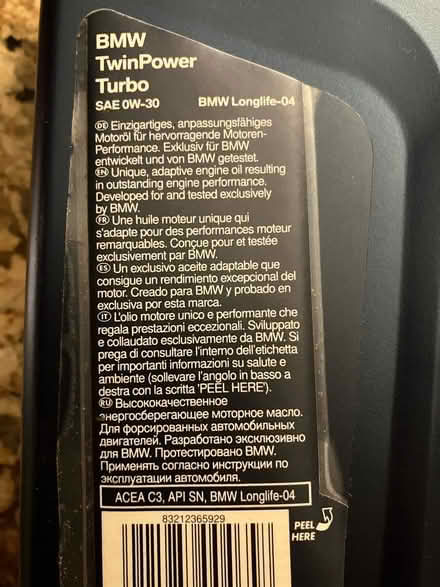 BMW
TwinPower
Turbo
SAE 0W-30 BMW Longlife-04
DE Einzigartiges, anpassungsfähiges
Motoröl für hervorragende Motoren-
Performance. Exklusiv für BMW
entwickelt und von BMW getestet.
EN Unique, adaptive engine oil resulting
in outstanding engine performance.
Developed for and tested exclusively
by BMW.
FR Une huile moteur unique qui
s'adapte pour des performances moteur
remarquables. Conçue pour et testée
exclusivement par BMW.
ES Un exclusivo aceite adaptable que
consigue un rendimiento excepcional del
motor. Creado para BMW y probado en
exclusiva por esta marca.
IT L'olio motore unico e performante che
regala prestazioni eccezionali. Sviluppato
e collaudato esclusivamente da BMW. Si
prega di consultare l'interno dell'etichetta
per importanti informazioni su salute e
ambiente (sollevare l'angolo in basso a
destra con la scritta 'PEEL HERE').
RU Высококачественное
энергосберегающее моторное масло.
Для форсированных автомобильных
двигателей. Разработано эксклюзивно
для BMW. Протестировано BMW.
Применять согласно инструкции по
эксплуатации автомобиля.
ACEA C3, API SN, BMW Longlife-04
83212365929
PEEL
HERE